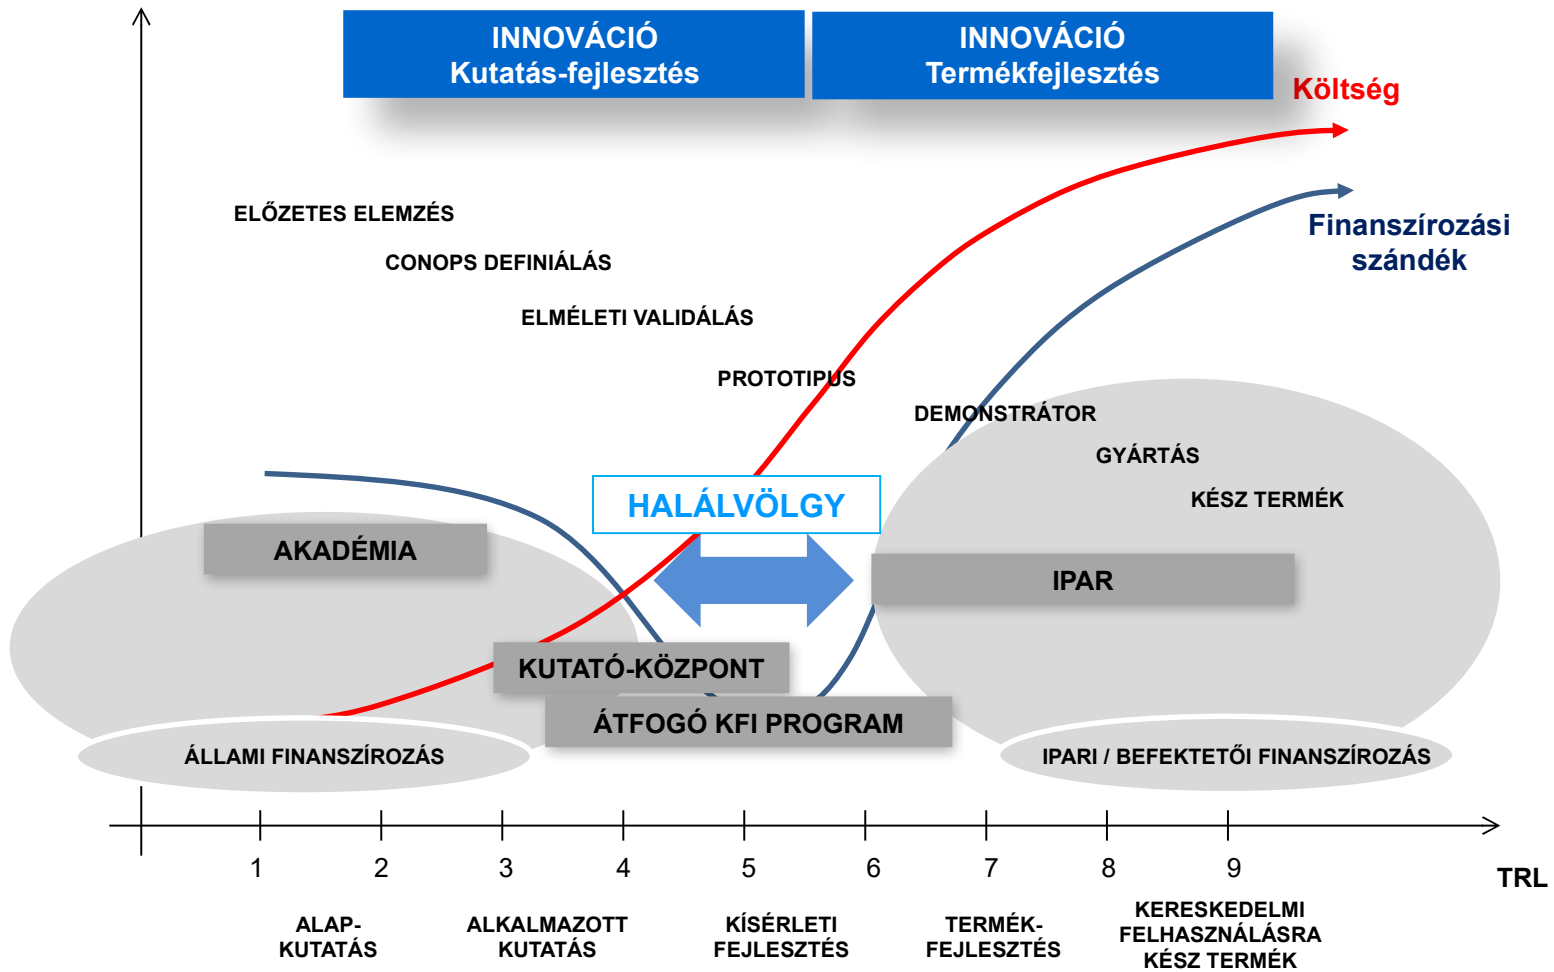 INNOVÁCIÓ
Kutatás-fejlesztés
INNOVÁCIÓ
Termékfejlesztés
Költség
ELŐZETES ELEMZÉS
Finanszírozási
szándék
CONOPS DEFINIÁLÁS
ELMÉLETI VALIDÁLÁS
PROTOTIPUS
DEMONSTRÁTOR
GYÁRTÁS
KÉSZ TERMÉK
HALÁLVÖLGY
AKADÉMIA
IPAR
KUTATÓ-KÖZPONT
ÁTFOGÓ KFI PROGRAM
ÁLLAMI FINANSZÍROZÁS
IPARI / BEFEKTETŐI FINANSZÍROZÁS
1 2 3 4 5 6 7 8 9
TRL
ALAP-
KUTATÁS
ALKALMAZOTT
KUTATÁS
KÍSÉRLETI
FEJLESZTÉS
TERMÉK-
FEJLESZTÉS
KERESKEDELMI
FELHASZNÁLÁSRA
KÉSZ TERMÉK